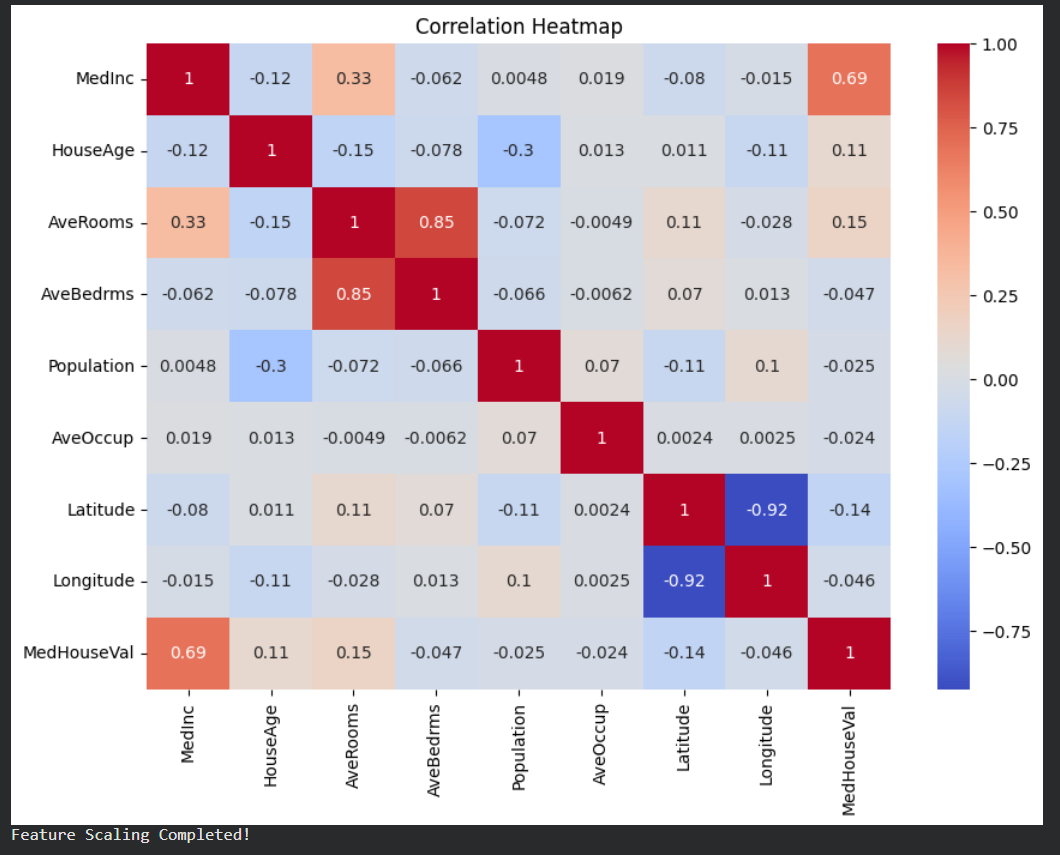 Correlation Heatmap
MedInc 1 -0.12 0.33 -0.062 0.0048 0.019 -0.08 -0.015 0.69
HouseAge -0.12 1 -0.15 -0.078 -0.3 0.013 0.011 -0.11 0.11
AveRooms 0.33 -0.15 1 0.85 -0.072 -0.0049 0.11 -0.028 0.15
AveBedrms -0.062 -0.078 0.85 1 -0.066 -0.0062 0.07 0.013 -0.047
Population 0.0048 -0.3 -0.072 -0.066 1 0.07 -0.11 0.1 -0.025
AveOccup 0.019 0.013 -0.0049 -0.0062 0.07 1 0.0024 0.0025 -0.024
Latitude -0.08 0.011 0.11 0.07 -0.11 0.0024 1 -0.92 -0.14
Longitude -0.015 -0.11 -0.028 0.013 0.1 0.0025 -0.92 1 -0.046
MedHouseVal 0.69 0.11 0.15 -0.047 -0.025 -0.024 -0.14 -0.046 1
MedInc HouseAge AveRooms AveBedrms Population AveOccup Latitude Longitude MedHouseVal
1.00
0.75
0.50
0.25
0.00
−0.25
−0.50
−0.75
Feature Scaling Completed!